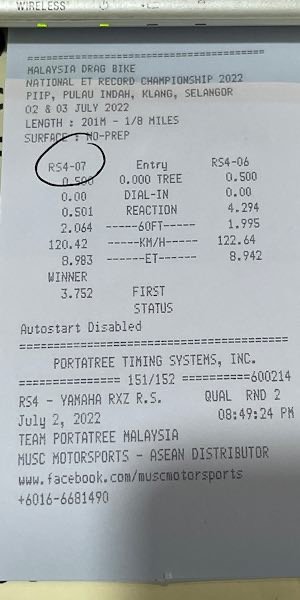 WIRELESS
==========================================
MALAYSIA DRAG BIKE
NATIONAL ET RECORD CHAMPIONSHIP 2022
PIIP, PULAU INDAH, KLANG, SELANGOR
02 & 03 JULY 2022
LENGTH : 201M - 1/8 MILES
SURFACE : NO-PREP
RS4-07 Entry RS4-06
0.500 0.000 TREE 0.500
0.00 DIAL-IN 0.00
0.501 REACTION 4.294
2.064 -----60FT----- 1.995
120.42 ------KM/H----- 122.64
8.983 ------ET------ 8.942
WINNER
3.752 FIRST
STATUS
Autostart Disabled
==========================================
PORTATREE TIMING SYSTEMS, INC.
=============== 151/152 ==========600214
RS4 - YAMAHA RXZ R.S. QUAL RND 2
July 2, 2022 08:49:24 PM
TEAM PORTATREE MALAYSIA
MUSC MOTORSPORTS - ASEAN DISTRIBUTOR
www.facebook.com/muscmotorsports
+6016-6681490